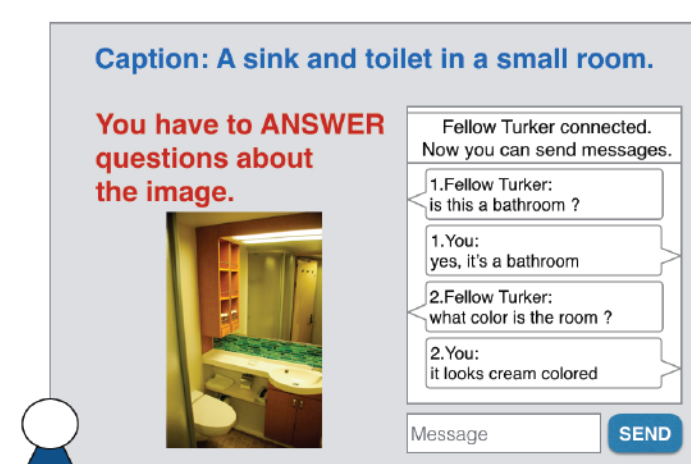 Caption: A sink and toilet in a small room.
You have to ANSWER
questions about
the image.
Fellow Turker connected.
Now you can send messages.
1.Fellow Turker:
is this a bathroom ?
1.You:
yes, it's a bathroom
2.Fellow Turker:
what color is the room ?
2.You:
it looks cream colored
Message
SEND